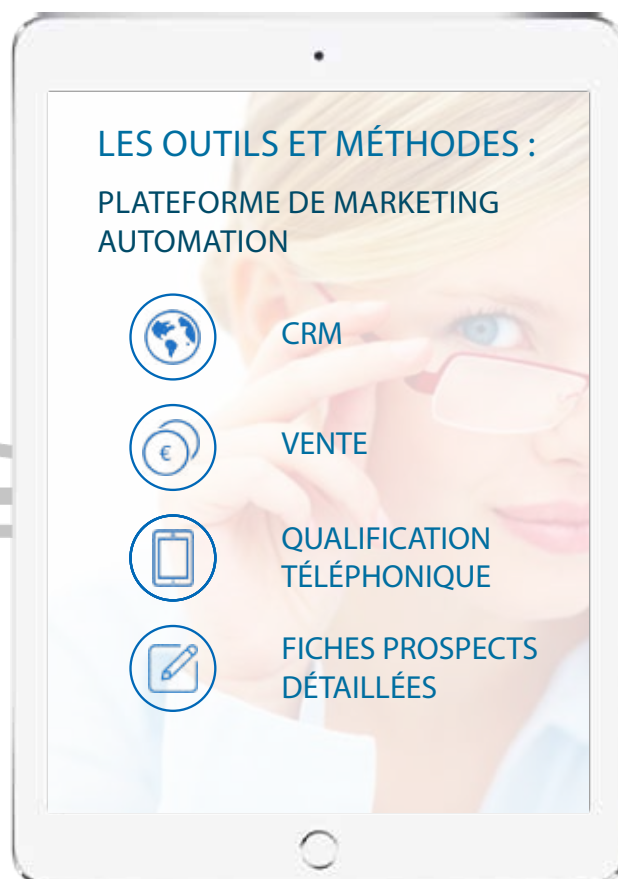 LES OUTILS ET MÉTHODES :
PLATEFORME DE MARKETING
AUTOMATION
CRM
€
VENTE
QUALIFICATION
TÉLÉPHONIQUE
FICHES PROSPECTS
DÉTAILLÉES